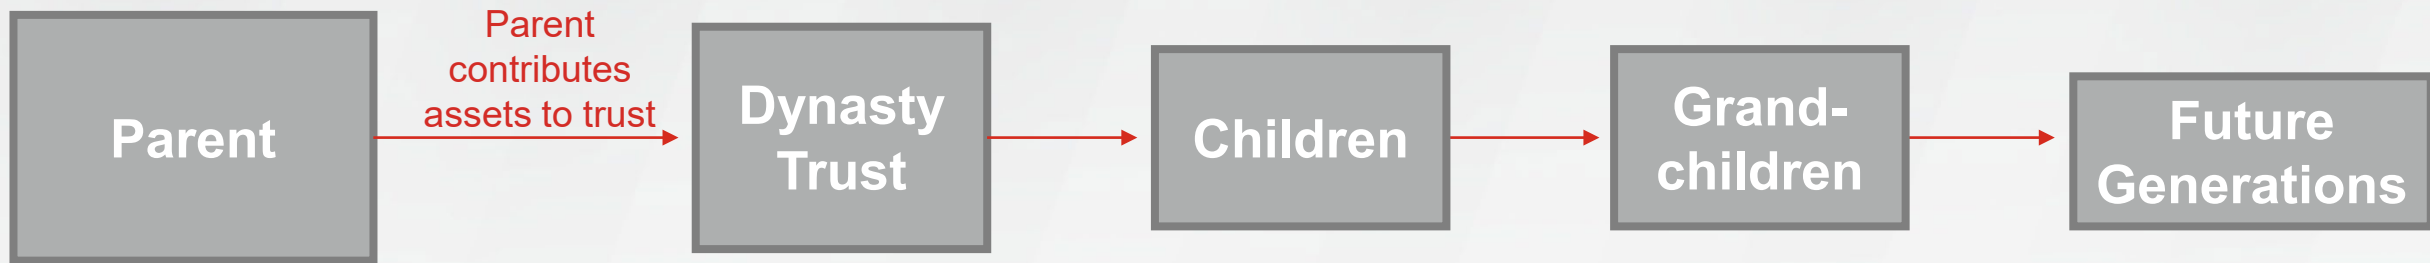 Parent
Parent
contributes
assets to trust
Dynasty
Trust
Children
Grand-
children
Future
Generations